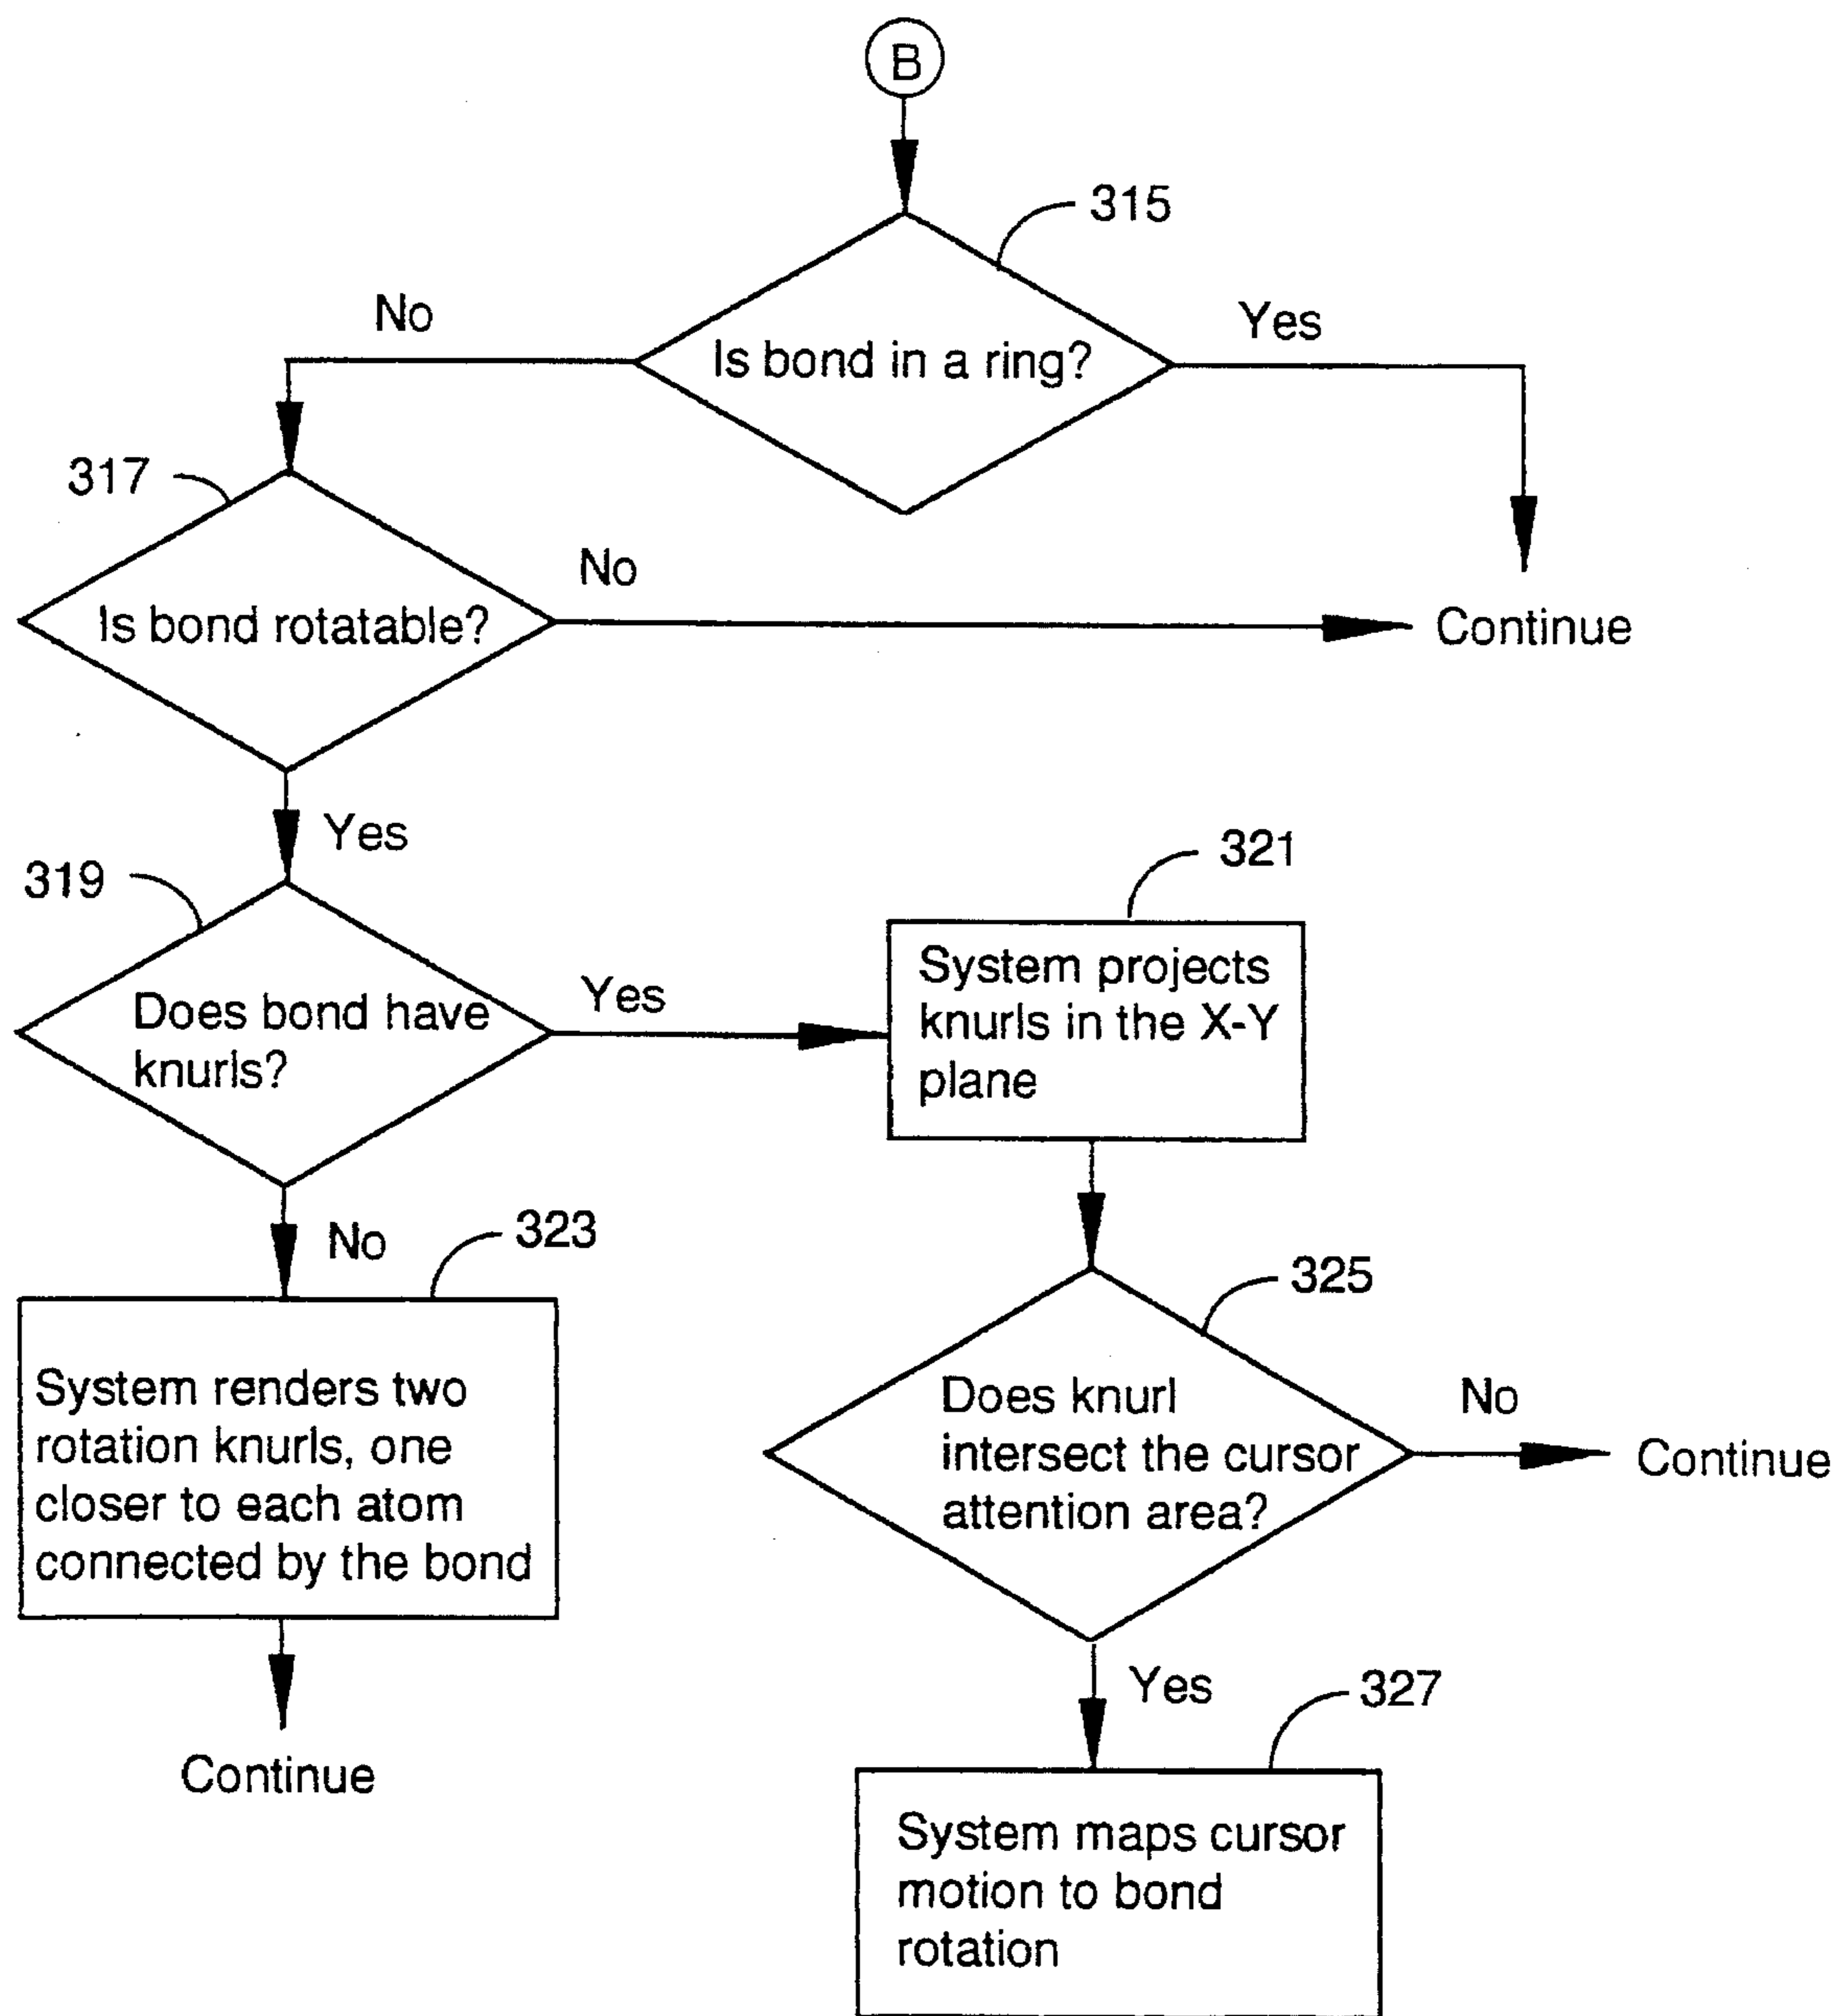 B
315
No
Yes
Is bond in a ring?
317
No
Is bond rotatable?
Continue
Yes
319
321
Does bond have
knurls?
Yes
System projects
knurls in the X-Y
plane
No
323
325
System renders two
rotation knurls, one
closer to each atom
connected by the bond
Does knurl
intersect the cursor
attention area?
No
Continue
Yes
327
Continue
System maps cursor
motion to bond
rotation